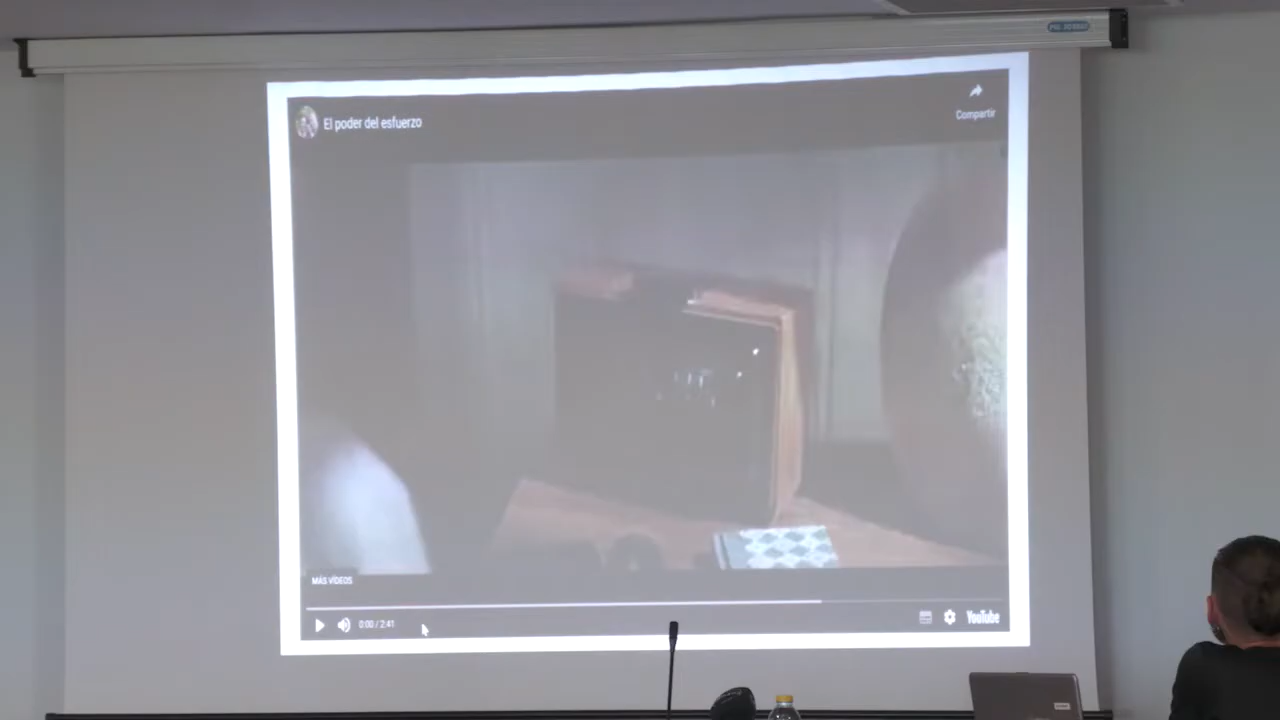 El poder del esfuerzo
Compartir
MÁS VÍDEOS
0:00 / 2:41
YouTube